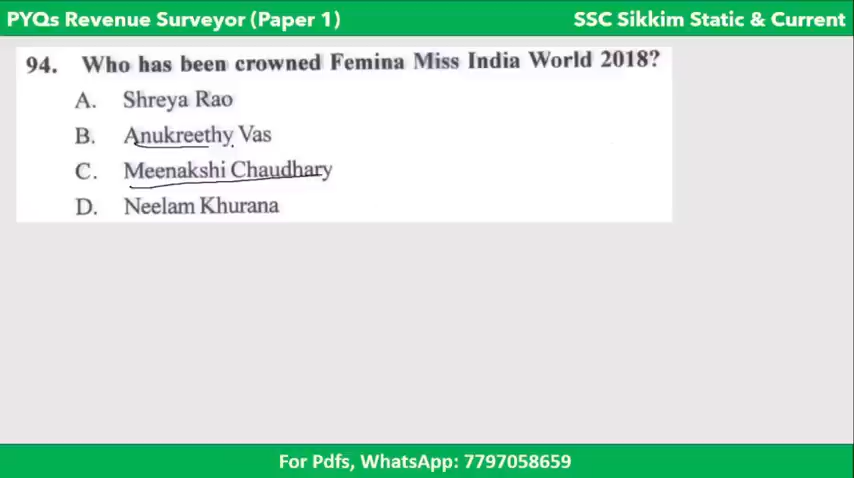 PYQs Revenue Surveyor (Paper 1)
SSC Sikkim Static & Current
94. Who has been crowned Femina Miss India World 2018?
A. Shreya Rao
B. Anukreethy Vas
C. Meenakshi Chaudhary
D. Neelam Khurana
For Pdfs, WhatsApp: 7797058659